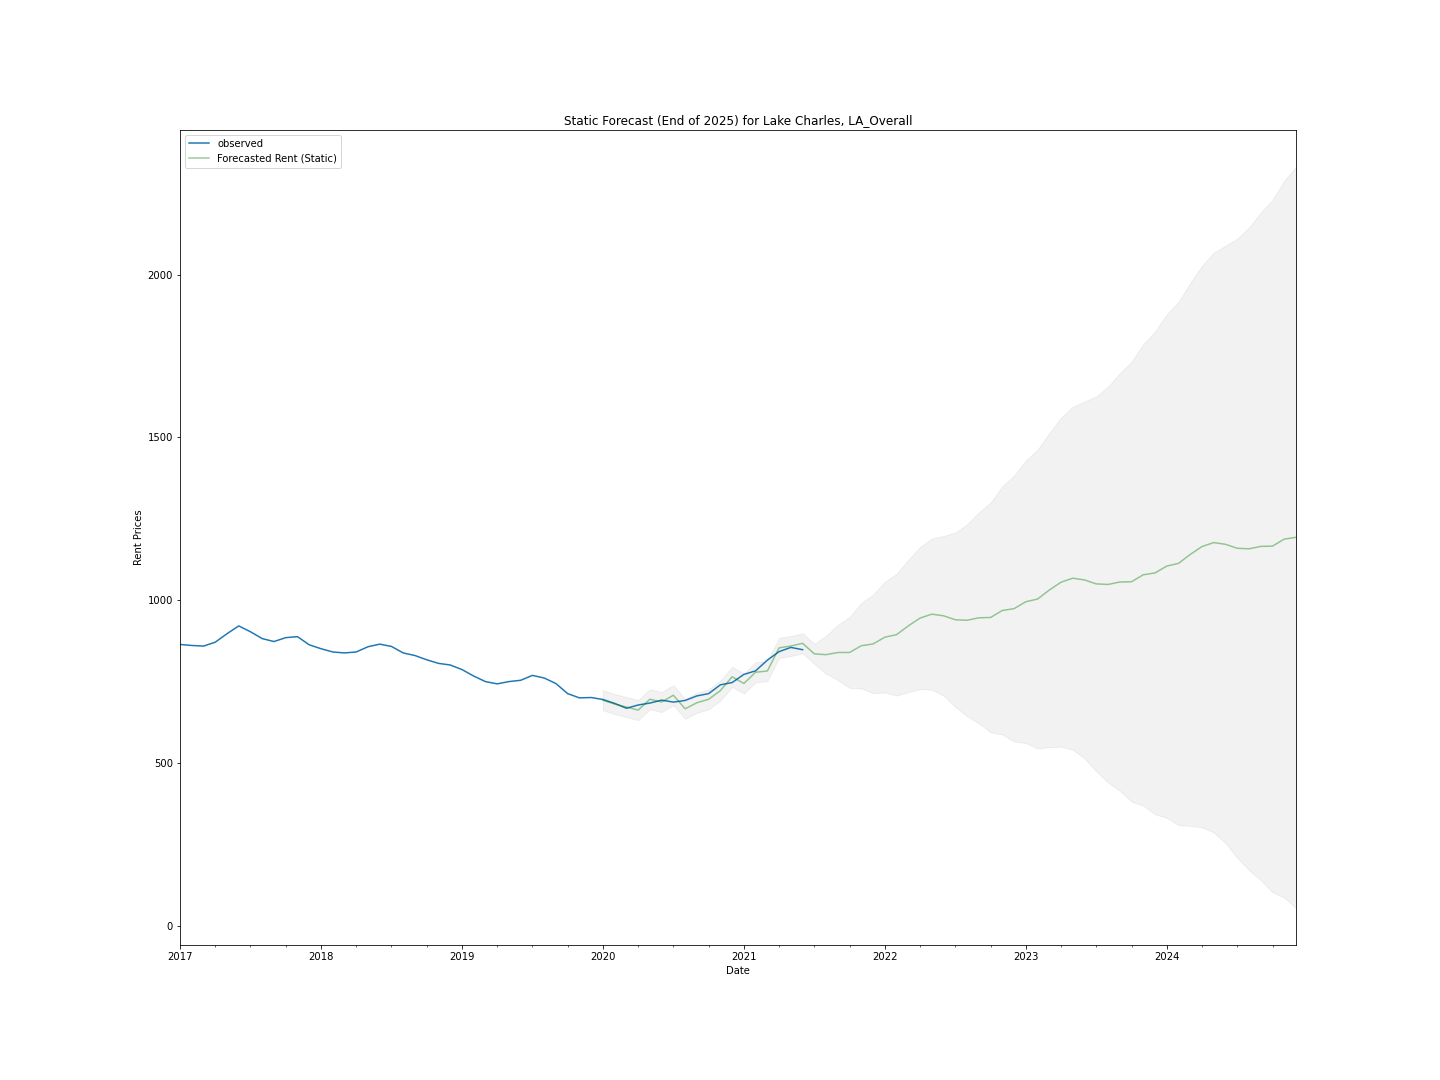 Static Forecast (End of 2025) for Lake Charles, LA_Overall
observed
Forecasted Rent (Static)
2000
1500
1000
500
0
Rent Prices
2017 2018 2019 2020 2021 2022 2023 2024
Date